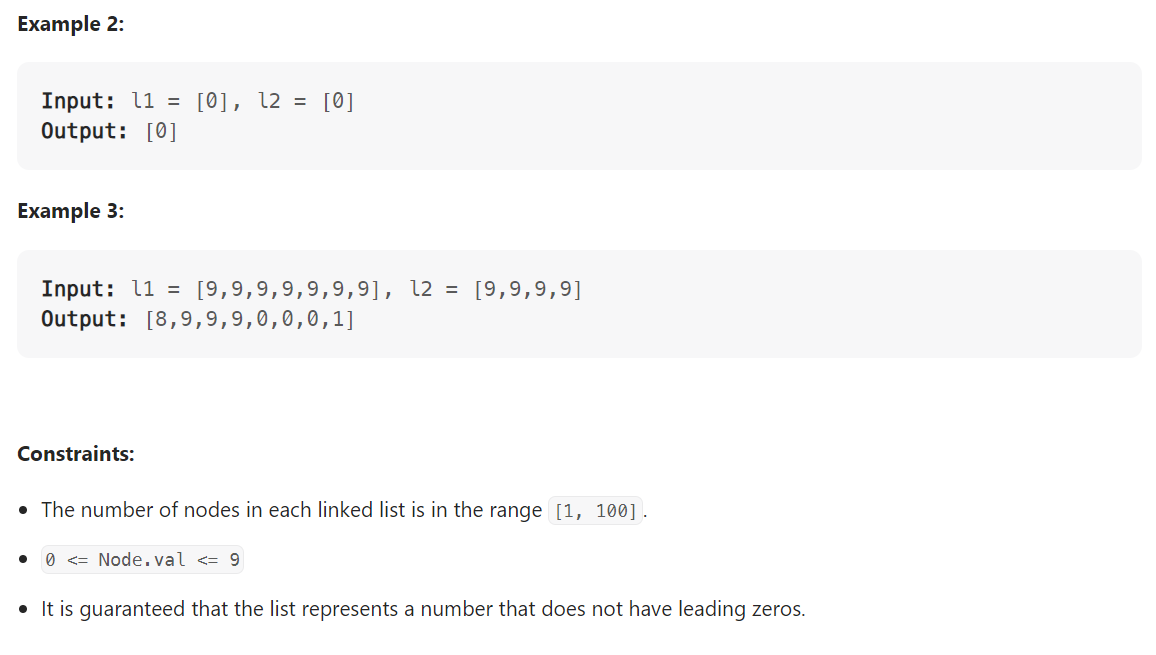 Example 2:
Input: l1 = [0], l2 = [0]
Output: [0]
Example 3:
Input: l1 = [9,9,9,9,9,9,9], l2 = [9,9,9,9]
Output: [8,9,9,9,0,0,0,1]
Constraints:
• The number of nodes in each linked list is in the range [1, 100].
• 0 <= Node.val <= 9
• It is guaranteed that the list represents a number that does not have leading zeros.